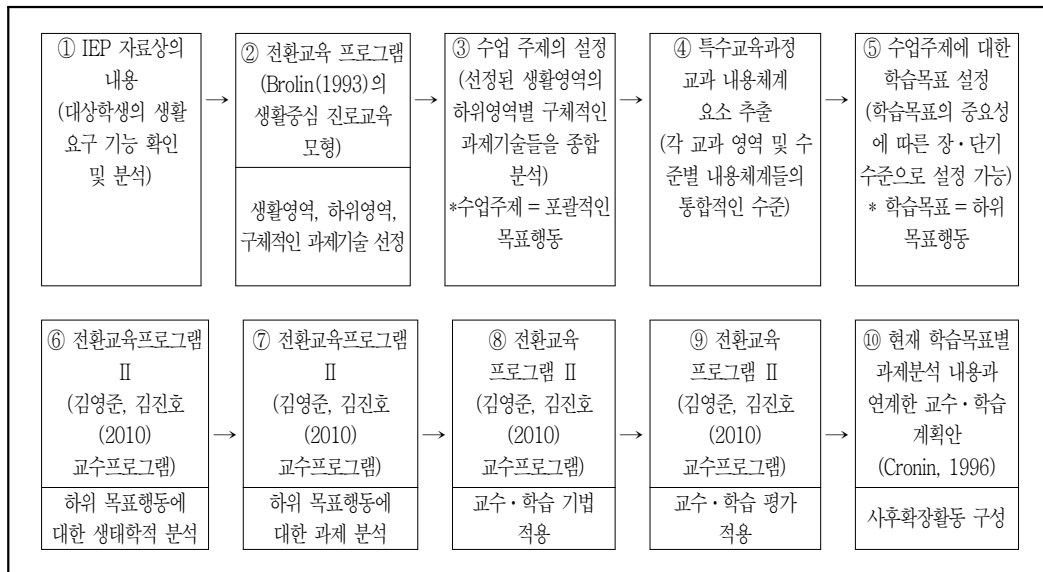 ① IEP 자료상의
내용
(대상학생의 생활
요구 기능 확인
및 분석)
→
② 전환교육 프로그램
(Brolin(1993)의
생활중심 진로교육
모형)
생활영역, 하위영역,
구체적인 과제기술 선정
→
③ 수업 주제의 설정
(선정된 생활영역의
하위영역별 구체적인
과제기술들을 종합
분석)
*수업주제 = 포괄적인
목표행동
→
④ 특수교육과정
교과 내용체계
요소 추출
(각 교과 영역 및 수
준별 내용체계들의
통합적인 수준)
→
⑤ 수업주제에 대한
학습목표 설정
(학습목표의 중요성
에 따른 장·단기
수준으로 설정 가능)
* 학습목표 = 하위
목표행동
⑥ 전환교육프로그램
Ⅱ
(김영준, 김진호
(2010)
교수프로그램)
하위 목표행동에
대한 생태학적 분석
→
⑦ 전환교육프로그램
Ⅱ
(김영준, 김진호
(2010)
교수프로그램)
하위 목표행동에
대한 과제 분석
→
⑧ 전환교육
프로그램 Ⅱ
(김영준, 김진호
(2010)
교수프로그램)
교수·학습 기법
적용
→
⑨ 전환교육
프로그램 Ⅱ
(김영준, 김진호
(2010)
교수프로그램)
교수·학습 평가
적용
→
⑩ 현재 학습목표별
과제분석 내용과
연계한 교수·학습
계획안
(Cronin, 1996)
사후확장활동 구성